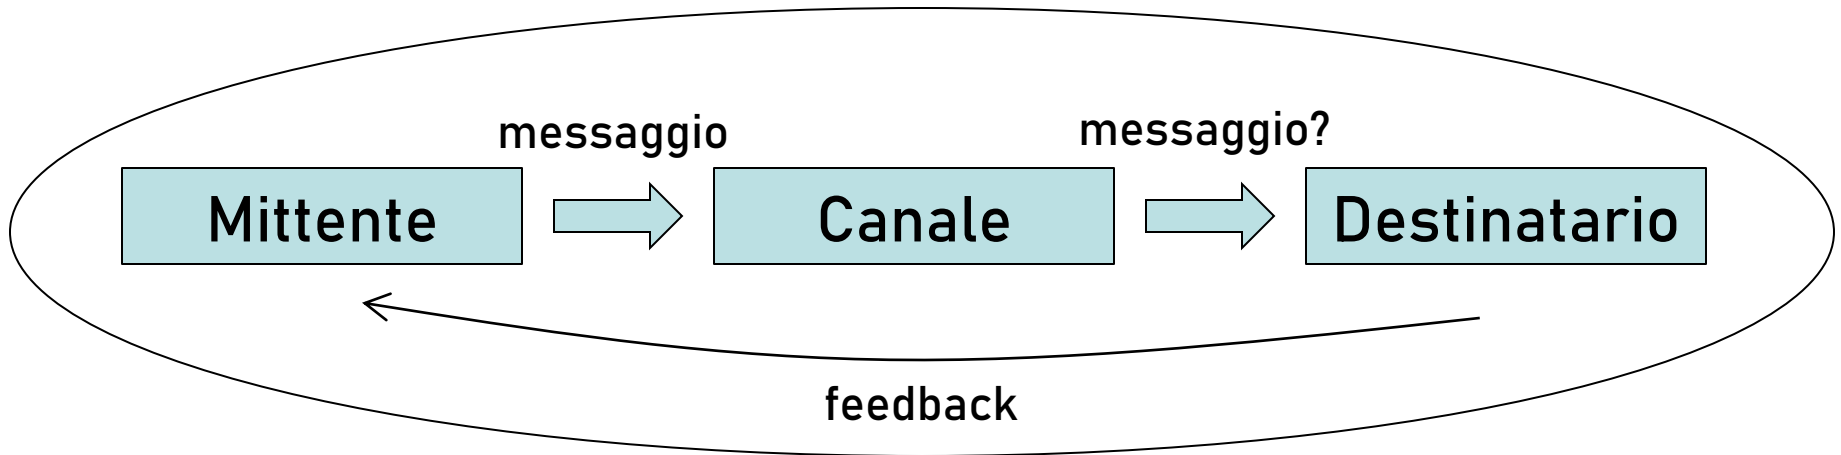 messaggio
messaggio?
Mittente
Canale
Destinatario
feedback